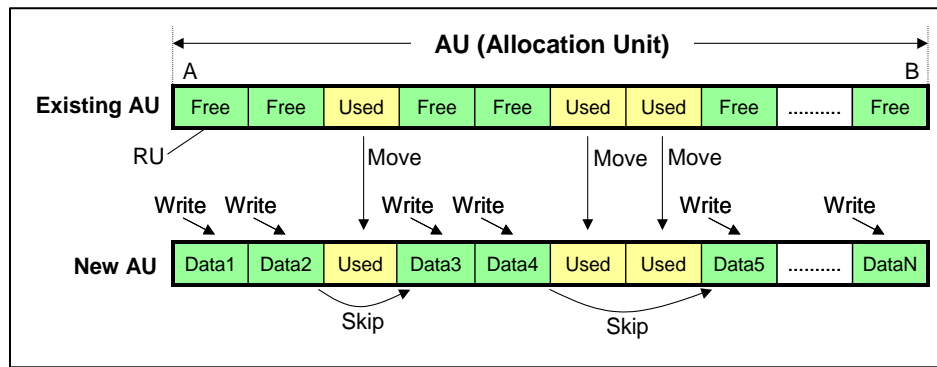 AU (Allocation Unit)
A B
Existing AU Free Free Used Free Free Used Used Free .......... Free
RU Move Move Move
Write Write Write Write Write Write
New AU Data1 Data2 Used Data3 Data4 Used Used Data5 .......... DataN
Skip Skip